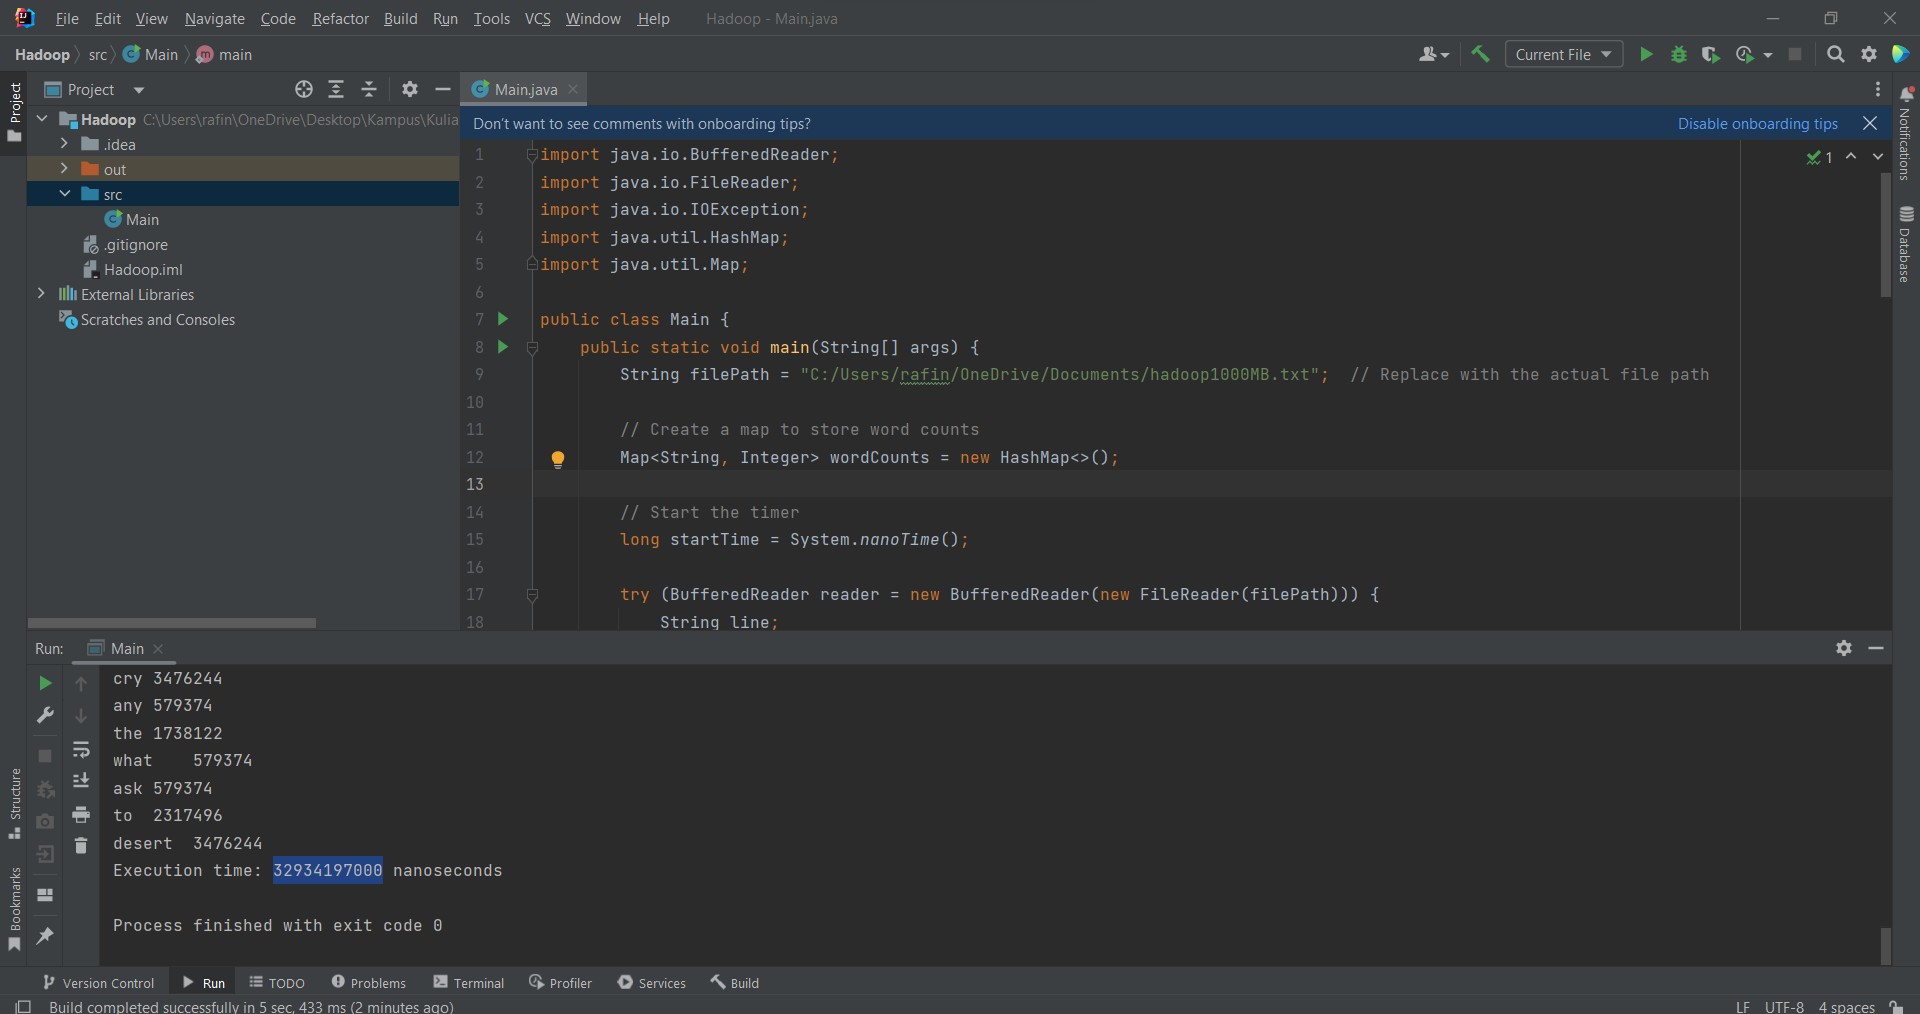 File Edit View Navigate Code Refactor Build Run Tools VCS Window Help Hadoop - Main.java
Hadoop src Main main Current File
Project Main.java
Don't want to see comments with onboarding tips? Disable onboarding tips
Hadoop C:\Users\rafin\OneDrive\Desktop\Kampus\Kulia
.idea
out
src
Main
.gitignore
Hadoop.iml
External Libraries
Scratches and Consoles
1 import java.io.BufferedReader;
2 import java.io.FileReader;
3 import java.io.IOException;
4 import java.util.HashMap;
5 import java.util.Map;
6
7 public class Main {
8 public static void main(String[] args) {
9 String filePath = "C:/Users/rafin/OneDrive/Documents/hadoop1000MB.txt"; // Replace with the actual file path
10
11 // Create a map to store word counts
12 Map<String, Integer> wordCounts = new HashMap<>();
13
14 // Start the timer
15 long startTime = System.nanoTime();
16
17 try (BufferedReader reader = new BufferedReader(new FileReader(filePath))) {
18 String line;
1
Project
Structure
Bookmarks
Notifications
Database
Run: Main
cry 3476244
any 579374
the 1738122
what 579374
ask 579374
to 2317496
desert 3476244
Execution time: 32934197000 nanoseconds
Process finished with exit code 0
Version Control Run TODO Problems Terminal Profiler Services Build
Build completed successfully in 5 sec, 433 ms (2 minutes ago) LF UTF-8 4 spaces